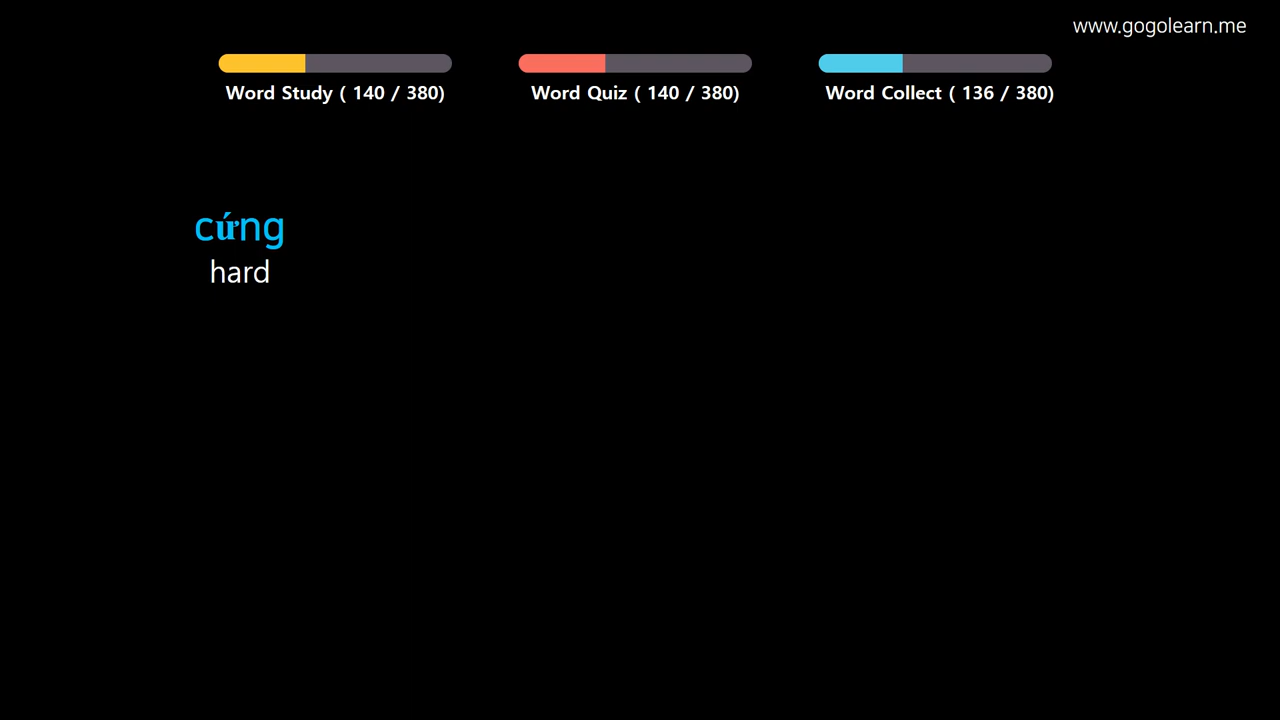 www.gogolearn.me
Word Study ( 140 / 380)
Word Quiz ( 140 / 380)
Word Collect ( 136 / 380)
cứng
hard